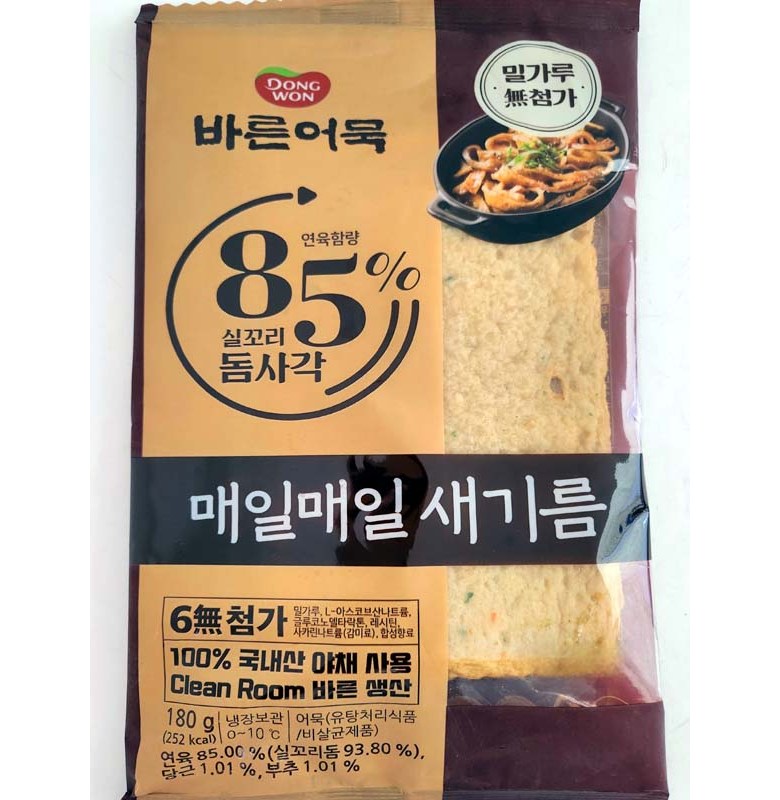 DONG
WON
바른어묵
밀가루
無첨가
연육함량
85%
실꼬리
돔사각
매일매일 새기름
6無첨가
밀가루, L-아스코브산나트륨,
글루코노델타락톤, 레시틴,
사카린나트륨(감미료), 합성향료
100% 국내산 야채 사용
Clean Room 바른 생산
180 g
(252 kcal)
냉장보관
0~10 ℃
어묵(유탕처리식품
/비살균제품)
연육 85.00 %(실꼬리돔 93.80 %),
당근 1.01 %, 부추 1.01 %